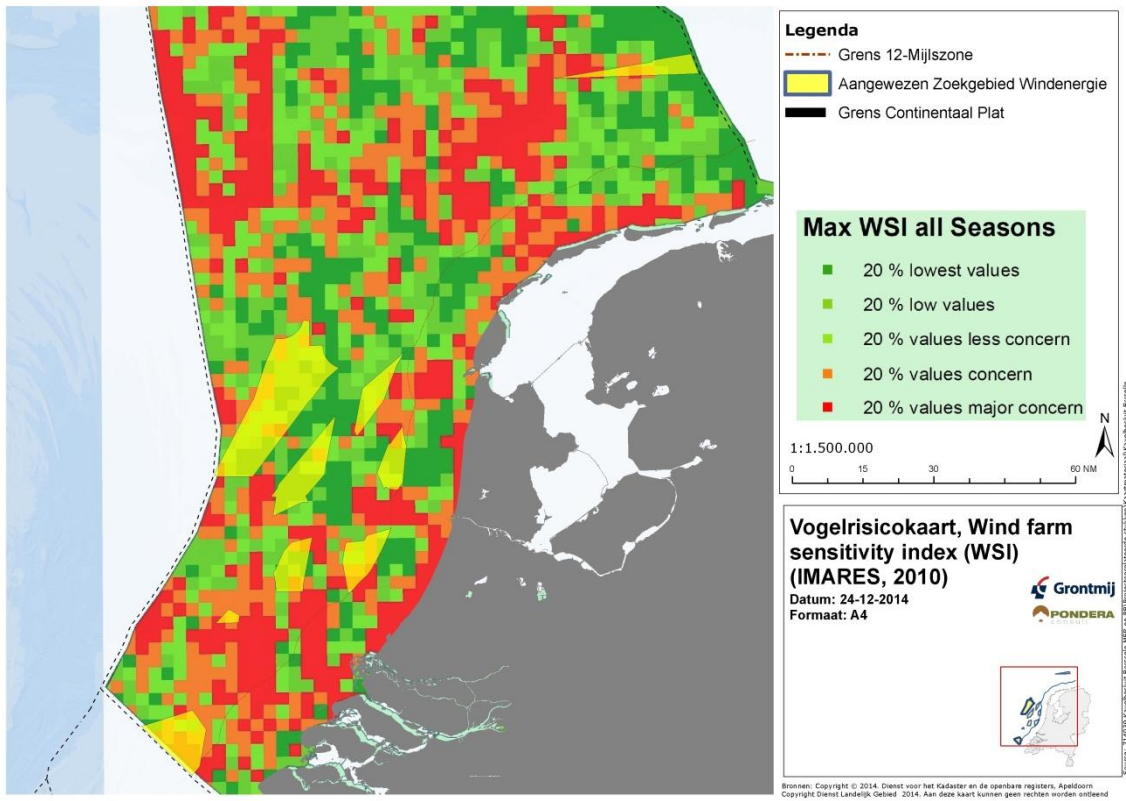 Legenda
Grens 12-Mijlszone
Aangewezen Zoekgebied Windenergie
Grens Continentaal Plat
Max WSI all Seasons
20 % lowest values
20 % low values
20 % values less concern
20 % values concern
20 % values major concern
N
1:1.500.000
0 15 30 60 NM
Vogelrisicokaart, Wind farm
sensitivity index (WSI)
(IMARES, 2010)
Datum: 24-12-2014
Formaat: A4
Grontmij
PONDERA
consult
Bronnen: Copyright © 2014. Dienst voor het Kadaster en de openbare registers, Apeldoorn
Copyright Dienst Landelijk Gebied 2014. Aan deze kaart kunnen geen rechten worden ontleend